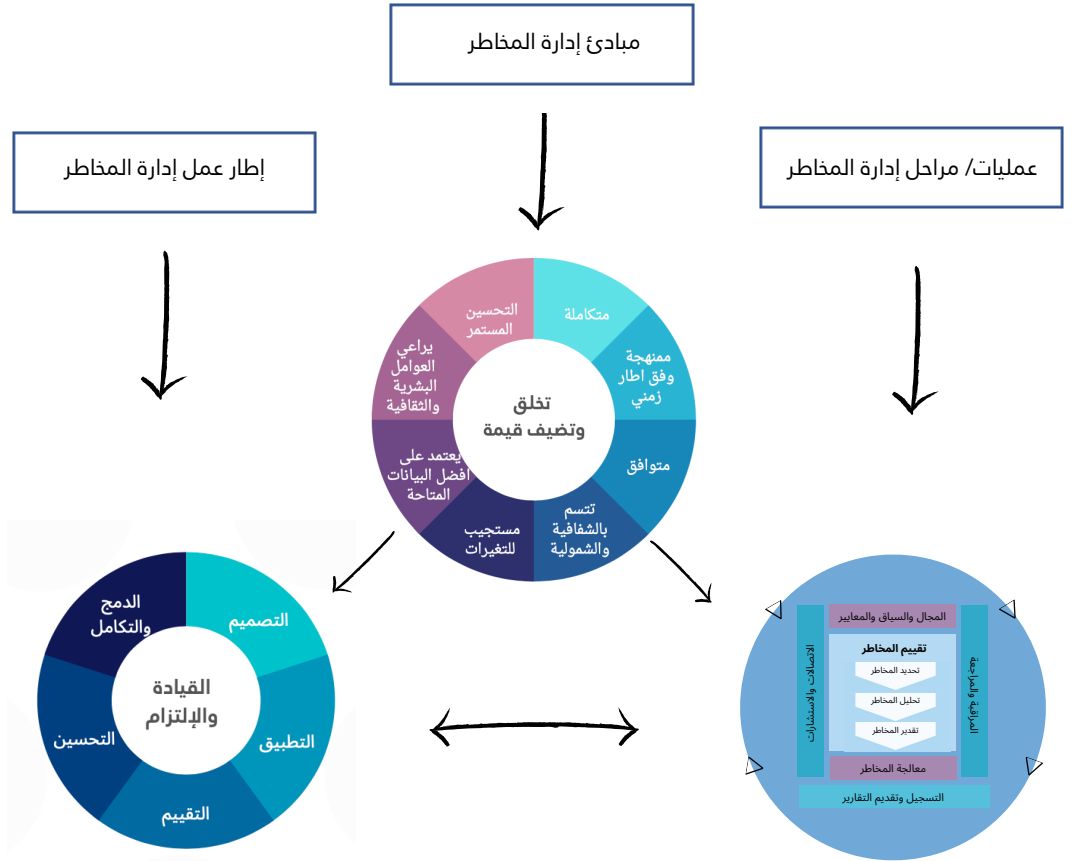 مبادئ إدارة المخاطر
عمليات/ مراحل إدارة المخاطر
إطار عمل إدارة المخاطر
متكاملة
ممنهجة
وفق اطار
زمني
متوافق
تتسم
بالشفافية
والشمولية
مستجيب
للتغيرات
يعتمد على
افضل البيانات
المتاحة
يراعي
العوامل
البشرية
والثقافية
التحسين
المستمر
تخلق
وتضيف قيمة
التصميم
التطبيق
التقييم
التحسين
الدمج
والتكامل
القيادة
والإلتزام
المجال والسياق والمعايير
تقييم المخاطر
تحديد المخاطر
تحليل المخاطر
تقدير المخاطر
معالجة المخاطر
المراقبة والمراجعة
الاتصالات والاستشارات
التسجيل وتقديم التقارير